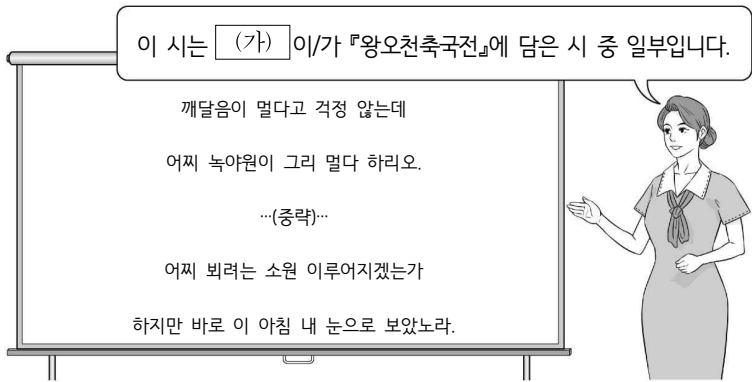 이 시는 (가) 이/가 『왕오천축국전』에 담은 시 중 일부입니다.
깨달음이 멀다고 걱정 않는데
어찌 녹야원이 그리 멀다 하리오.
···(중략)···
어찌 뵈려는 소원 이루어지겠는가
하지만 바로 이 아침 내 눈으로 보았노라.